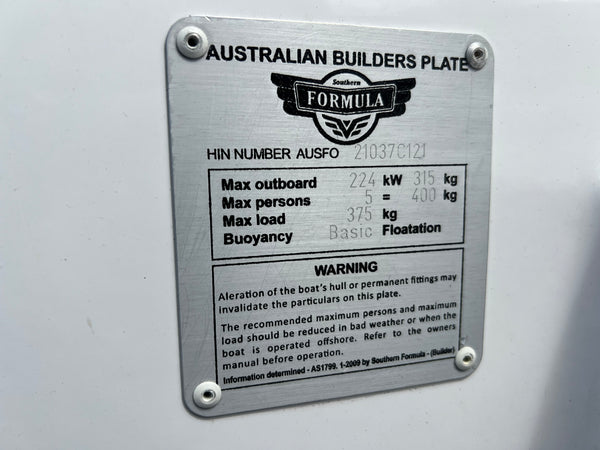 AUSTRALIAN BUILDERS PLATE
Southern
FORMULA
HIN NUMBER AUSFO 21037C121
Max outboard 224 kW 315 kg
Max persons 5 = 400 kg
Max load 375 kg
Buoyancy Basic Floatation
WARNING
Aleration of the boat's hull or permanent fittings may
invalidate the particulars on this plate.
The recommended maximum persons and maximum
load should be reduced in bad weather or when the
boat is operated offshore. Refer to the owners
manual before operation.
Information determined - AS1799. 1-2009 by Southern Formula - (Builder)